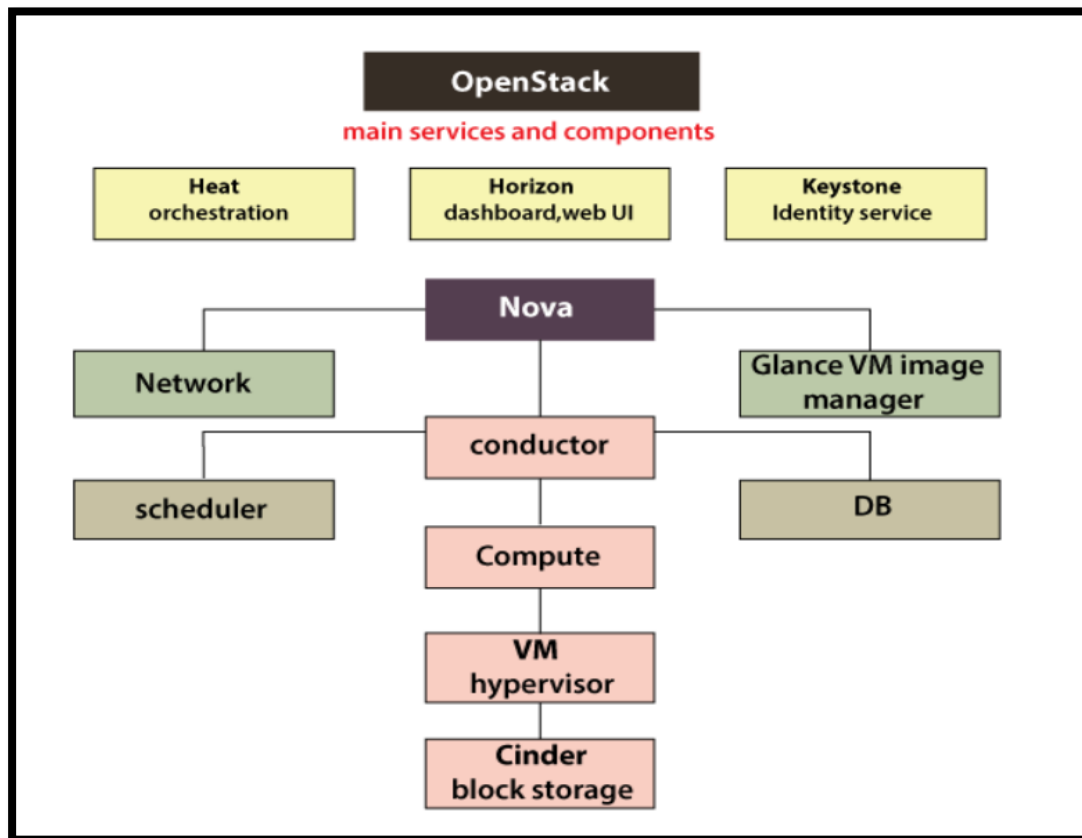 OpenStack
main services and components
Heat
orchestration
Horizon
dashboard,web UI
Keystone
Identity service
Nova
Network
Glance VM image
manager
conductor
scheduler
DB
Compute
VM
hypervisor
Cinder
block storage